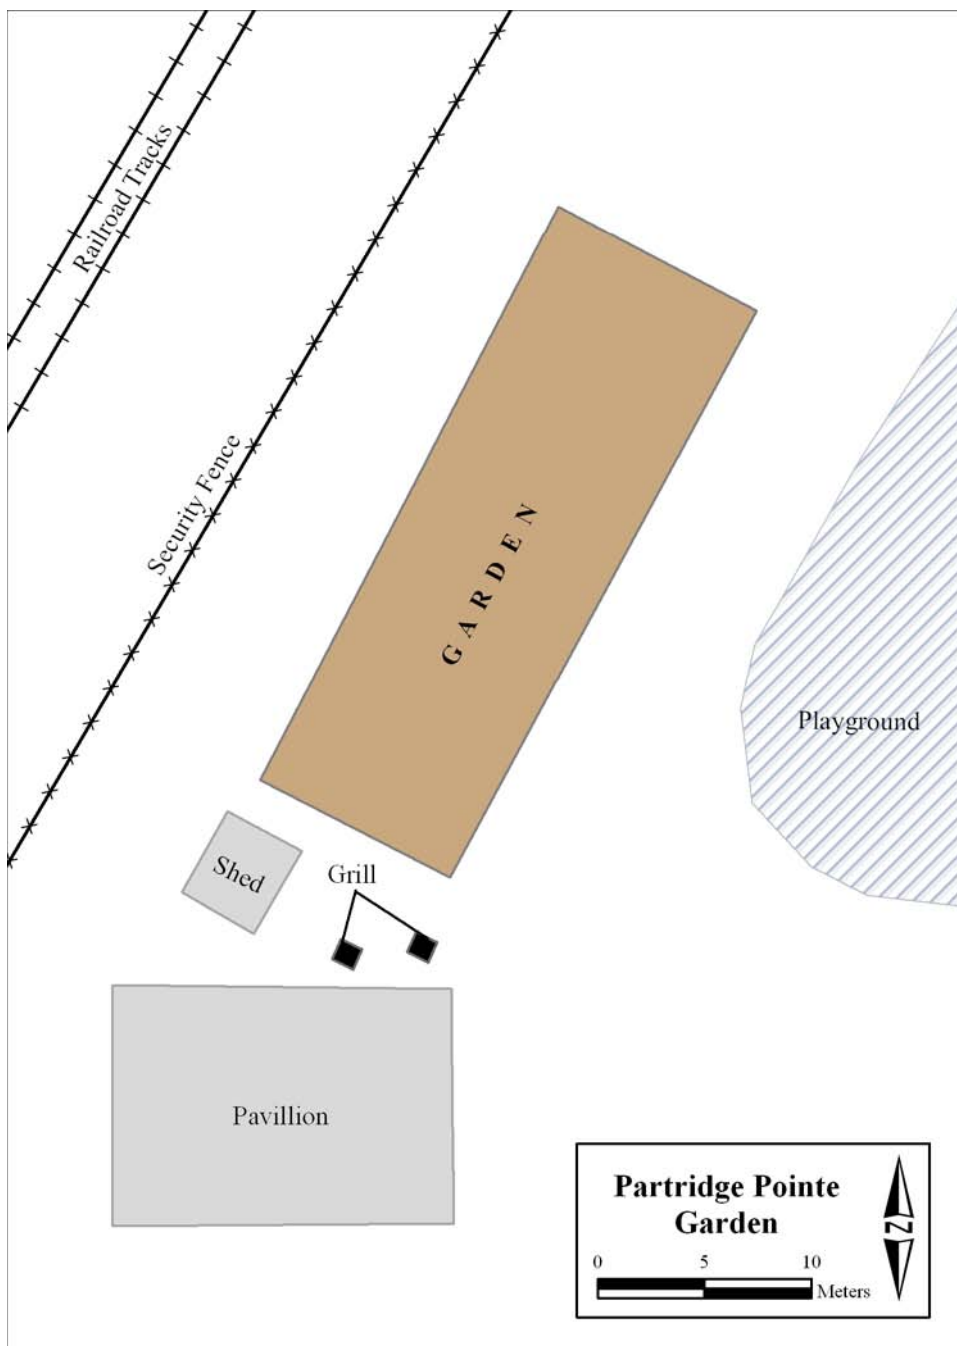 Railroad Tracks
Security Fence
G A R D E N
Playground
Shed
Grill
Pavillion
Partridge Pointe
Garden
0 5 10
Meters
N